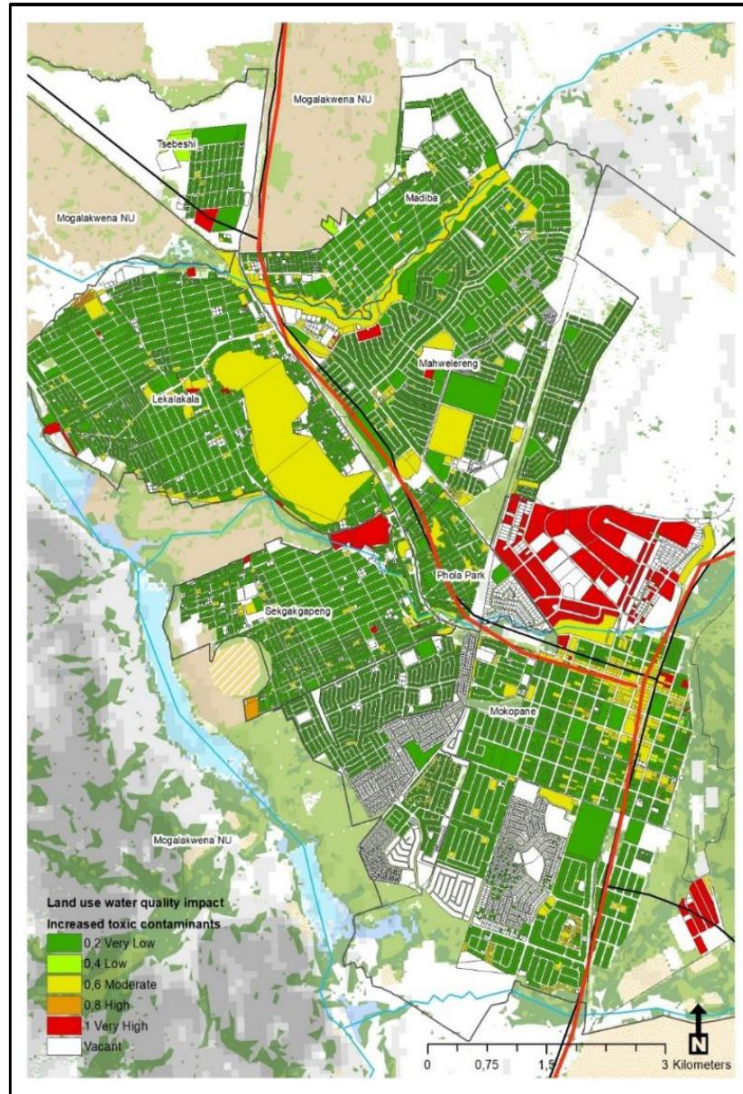 Mogalakwena NU
Tsebeshi
Madiba
Mogalakwena NU
Mahwelereng
Lekalakala
Phola Park
Sekgakgapeng
Mokopane
Mogalakwena NU
Land use water quality impact
Increased toxic contaminants
0,2 Very Low
0,4 Low
0,6 Moderate
0,8 High
1 Very High
Vacant
N
0 0,75 1,5 3 Kilometers